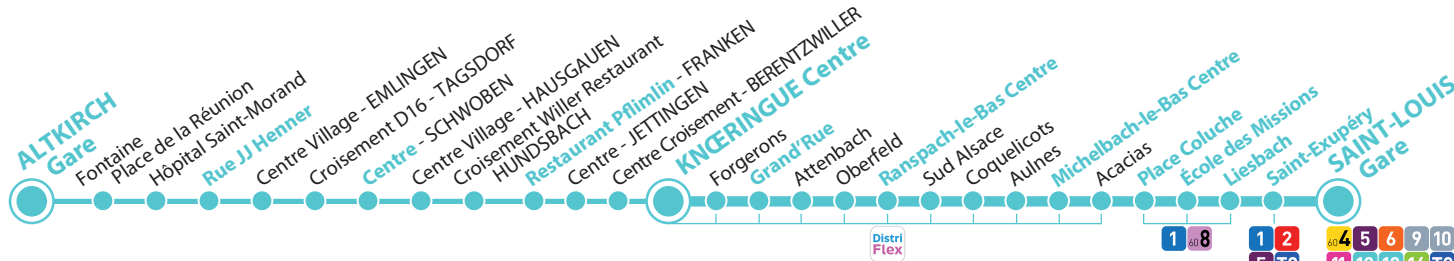 ALTKIRCH
Gare
Fontaine
Place de la Réunion
Hôpital Saint-Morand
Rue JJ Henner
Centre Village - EMLINGEN
Croisement D16 - TAGSDORF
Centre - SCHWOBEN
Centre Village - HAUSGAUEN
Croisement Willer Restaurant
HUNDSBACH
Restaurant Pflimlin - FRANKEN
Centre - JETTINGEN
Centre Croisement - BERENTZWILLER
KNŒRINGUE Centre
Forgerons
Grand'Rue
Attenbach
Oberfeld
Ranspach-le-Bas Centre
Sud Alsace
Coquelicots
Aulnes
Michelbach-le-Bas Centre
Acacias
Place Coluche
École des Missions
Liesbach
Saint-Exupéry
SAINT-LOUIS
Gare
Distri
Flex
1 608
1 2
604 5 6 9 10